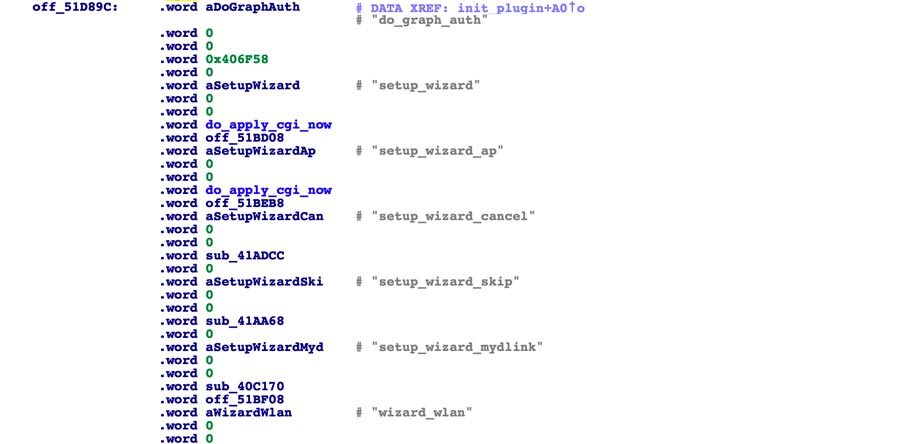 off_51D89C: .word aDoGraphAuth # DATA XREF: init_plugin+A0↑o
# "do_graph_auth"
.word 0
.word 0
.word 0x406F58
.word 0
.word aSetupWizard # "setup_wizard"
.word 0
.word 0
.word do_apply_cgi_now
.word off_51BD08
.word aSetupWizardAp # "setup_wizard_ap"
.word 0
.word 0
.word do_apply_cgi_now
.word off_51BEB8
.word aSetupWizardCan # "setup_wizard_cancel"
.word 0
.word 0
.word sub_41ADCC
.word 0
.word aSetupWizardSki # "setup_wizard_skip"
.word 0
.word 0
.word sub_41AA68
.word 0
.word aSetupWizardMyd # "setup_wizard_mydlink"
.word 0
.word 0
.word sub_40C170
.word off_51BF08
.word aWizardWlan # "wizard_wlan"
.word 0
.word 0